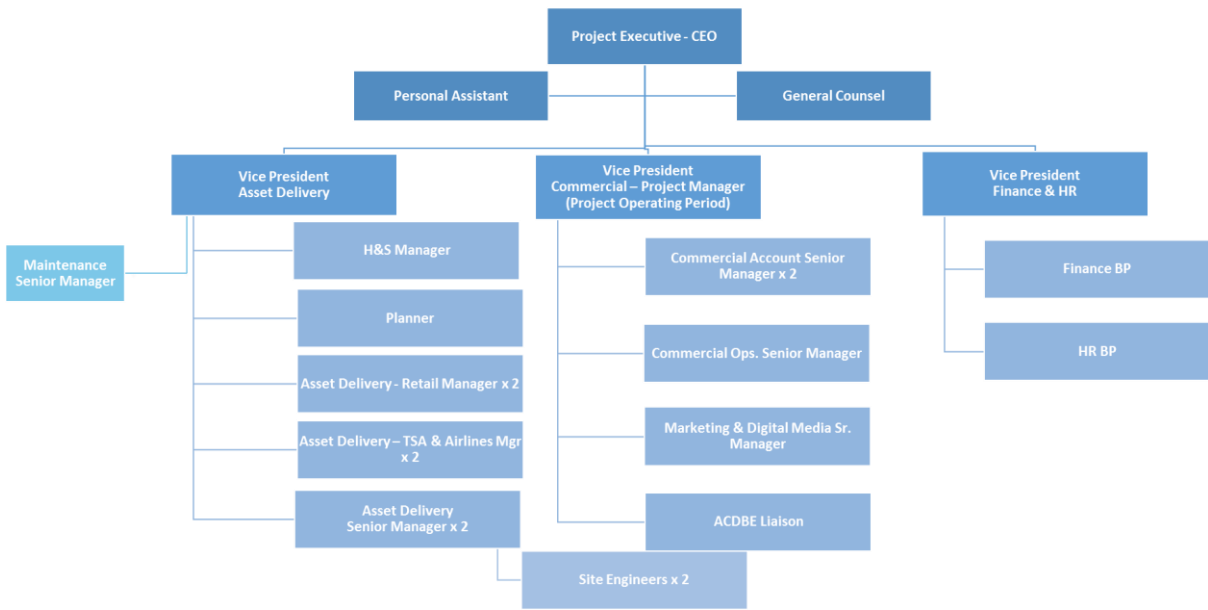 Project Executive - CEO
Personal Assistant
General Counsel
Vice President
Asset Delivery
Vice President
Commercial – Project Manager
(Project Operating Period)
Vice President
Finance & HR
Maintenance
Senior Manager
H&S Manager
Planner
Asset Delivery - Retail Manager x 2
Asset Delivery – TSA & Airlines Mgr
x 2
Asset Delivery
Senior Manager x 2
Site Engineers x 2
Commercial Account Senior
Manager x 2
Commercial Ops. Senior Manager
Marketing & Digital Media Sr.
Manager
ACDBE Liaison
Finance BP
HR BP